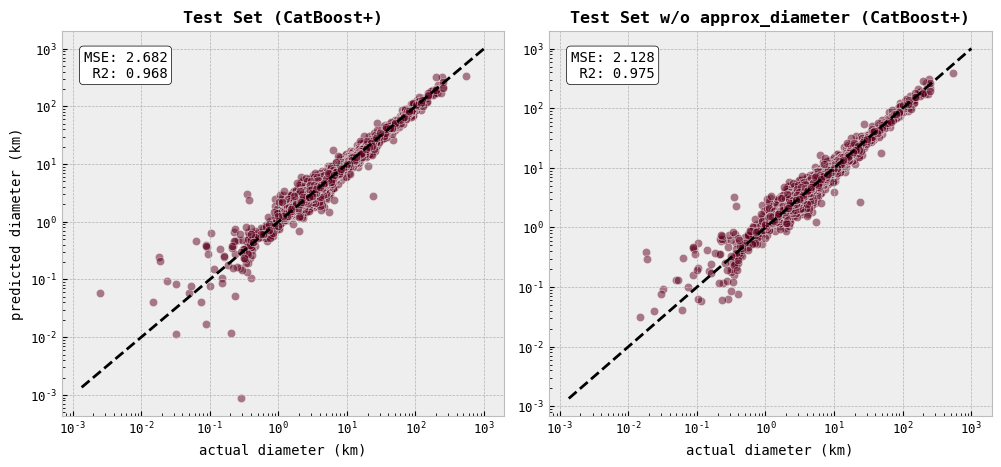 Test Set (CatBoost+)
MSE: 2.682
R2: 0.968
predicted diameter (km)
10³
10²
10¹
10⁰
10⁻¹
10⁻²
10⁻³
10⁻³ 10⁻² 10⁻¹ 10⁰ 10¹ 10² 10³
actual diameter (km)
Test Set w/o approx_diameter (CatBoost+)
MSE: 2.128
R2: 0.975
10³
10²
10¹
10⁰
10⁻¹
10⁻²
10⁻³
10⁻³ 10⁻² 10⁻¹ 10⁰ 10¹ 10² 10³
actual diameter (km)